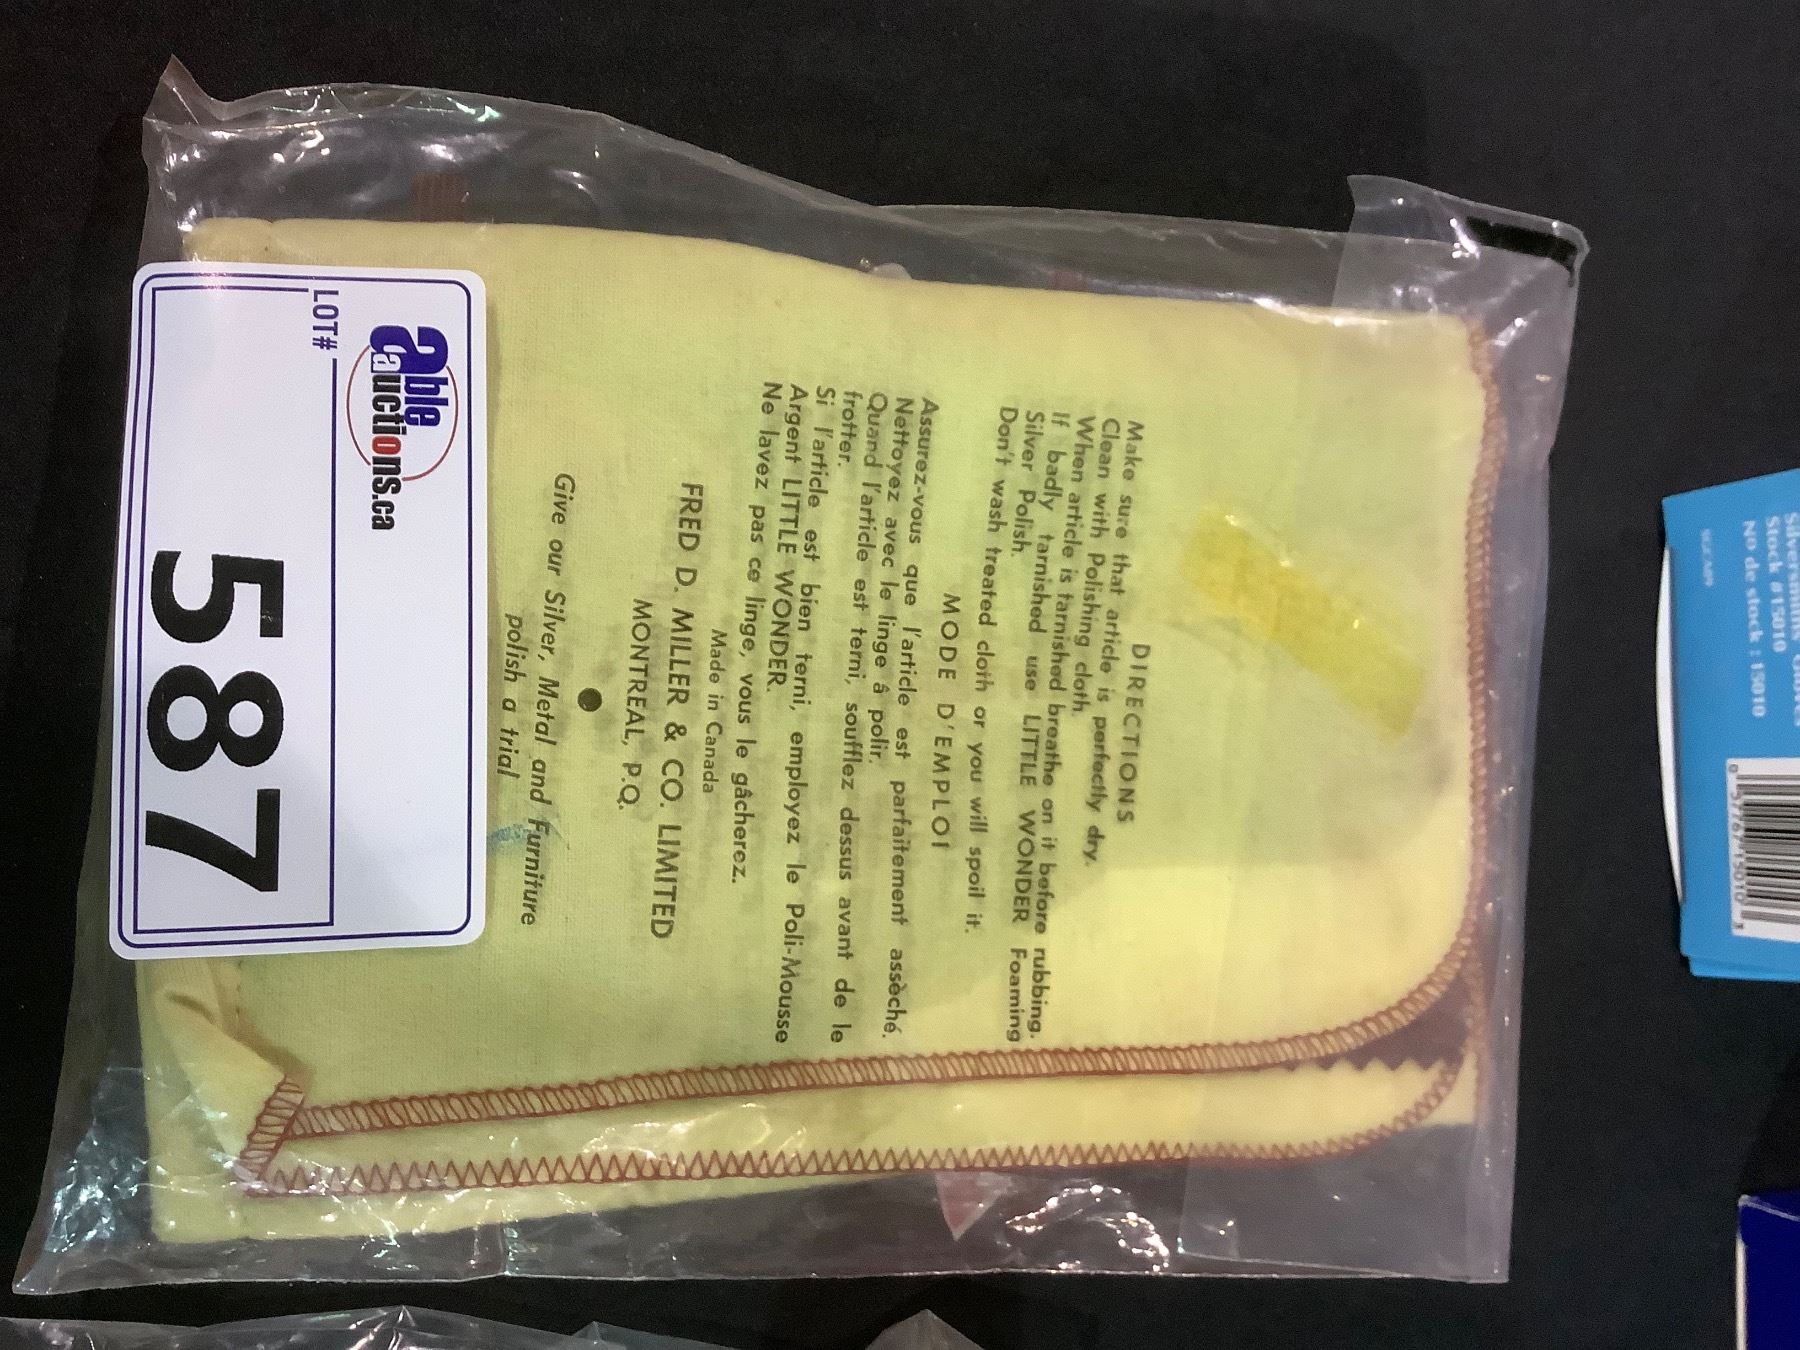 DIRECTIONS
Make sure that article is perfectly dry.
Clean with Polishing cloth.
When article is tarnished breathe on it before rubbing.
If badly tarnished use LITTLE WONDER Foaming
Silver Polish.
Don't wash treated cloth or you will spoil it.
MODE D'EMPLOI
Assurez-vous que l'article est parfaitement assèché.
Nettoyez avec le linge à polir.
Quand l'article est terni, soufflez dessus avant de le
frotter.
Si l'article est bien terni, employez le Poli-Mousse
Argent LITTLE WONDER.
Ne lavez pas ce linge, vous le gâcherez.
Made in Canada
FRED D. MILLER & CO. LIMITED
MONTREAL, P.Q.
Give our Silver, Metal and Furniture
polish a trial
able
auctions.ca
LOT#
587
Stock #15010
No de stock : 15010
0 57767 15010 3